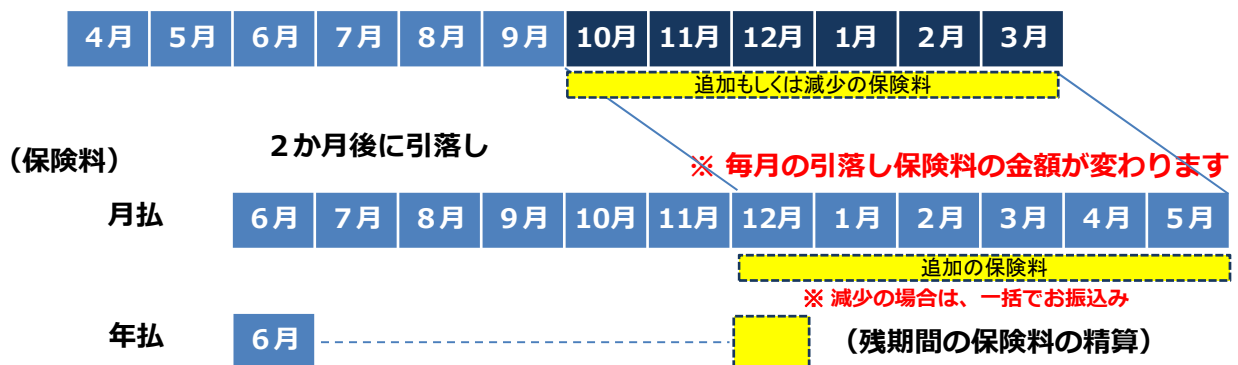 4月 5月 6月 7月 8月 9月 10月 11月 12月 1月 2月 3月
追加もしくは減少の保険料
2か月後に引落し
（保険料）
※ 毎月の引落し保険料の金額が変わります
月払 6月 7月 8月 9月 10月 11月 12月 1月 2月 3月 4月 5月
追加の保険料
※ 減少の場合は、一括でお振込み
年払 6月 （残期間の保険料の精算）